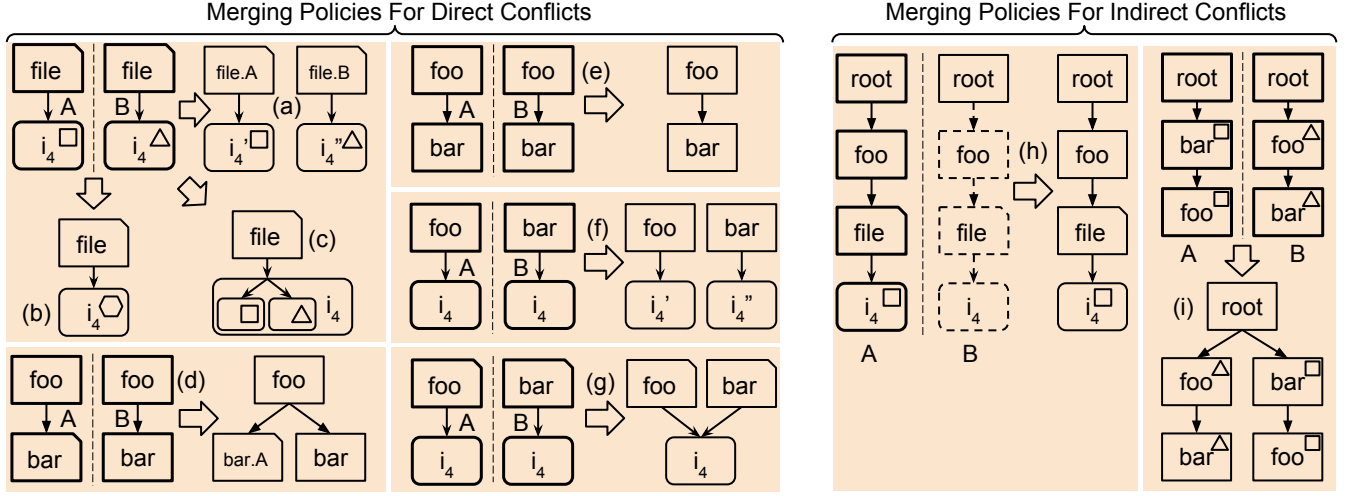 Merging Policies For Direct Conflicts
file file file.A file.B
A B (a)
i4 i4 i4' i4"
file file (c)
(b) i4 i4
foo foo (d) foo
A B
bar bar bar.A bar
foo foo (e) foo
A B
bar bar bar
foo bar (f) foo bar
A B
i4 i4 i4' i4"
foo bar (g) foo bar
A B
i4 i4 i4
Merging Policies For Indirect Conflicts
root root root
foo foo (h) foo
file file file
i4 i4 i4
A B
root root
bar foo
foo bar
A B
(i) root
foo bar
bar foo